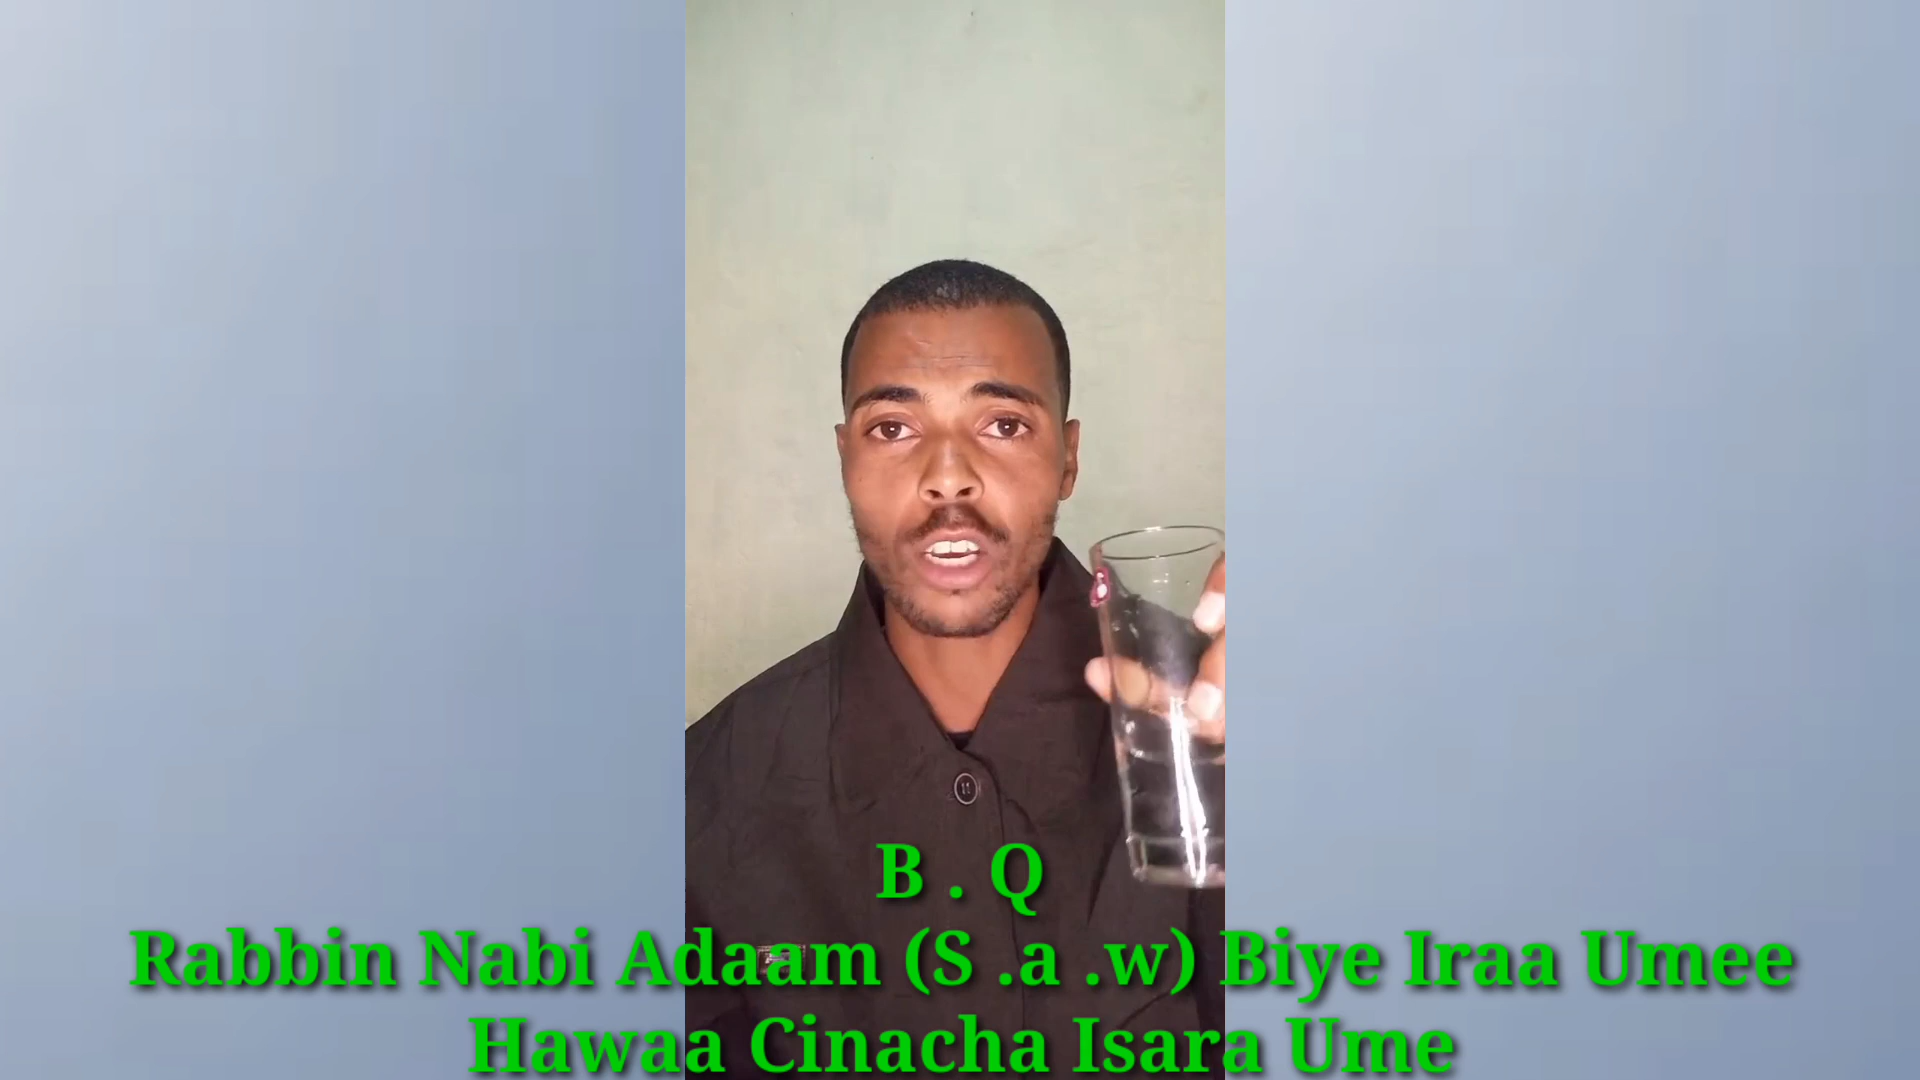 B . Q
Rabbin Nabi Adaam (S .a .w) Biye Iraa Umee
Hawaa Cinacha Isara Ume